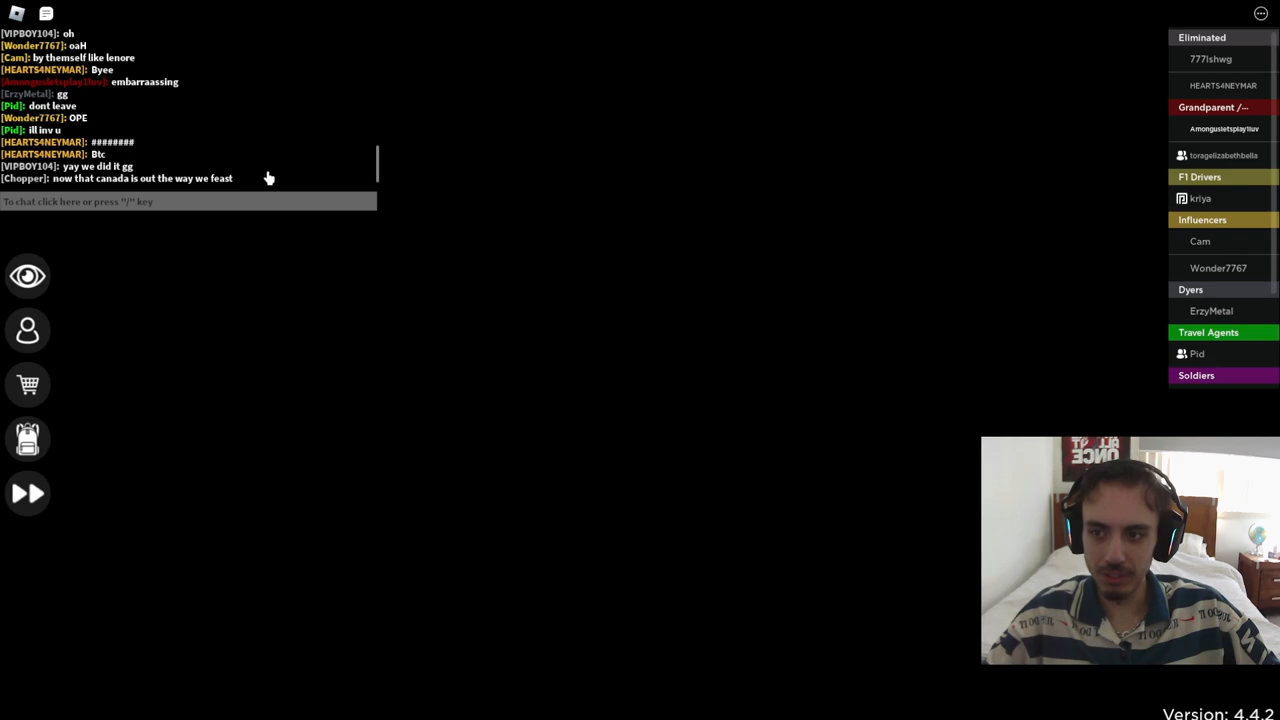 [VIPBOY104]: oh
[Wonder7767]: oaH
[Cam]: by themself like lenore
[HEARTS4NEYMAR]: Byee
[Amongusletsplay1luv]: embarraassing
[ErzyMetal]: gg
[Pid]: dont leave
[Wonder7767]: OPE
[Pid]: ill inv u
[HEARTS4NEYMAR]: ########
[HEARTS4NEYMAR]: Btc
[VIPBOY104]: yay we did it gg
[Chopper]: now that canada is out the way we feast
To chat click here or press "/" key
Eliminated
777lshwg
HEARTS4NEYMAR
Grandparent /...
Amongusletsplay1luv
toragelizabethbella
F1 Drivers
kriya
Influencers
Cam
Wonder7767
Dyers
ErzyMetal
Travel Agents
Pid
Soldiers
ONCE
Version: 4.4.2